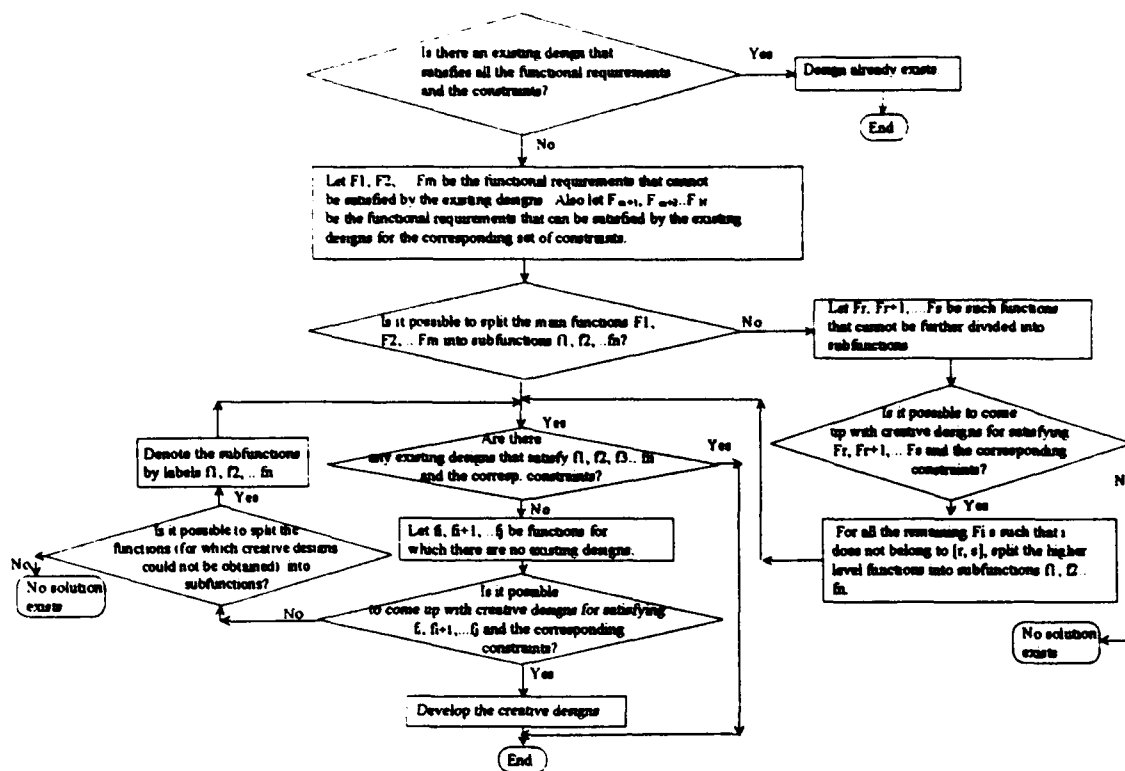 Is there an existing design that
satisfies all the functional requirements
and the constraints?
Yes
Design already exists
End
No
Let F1, F2, Fm be the functional requirements that cannot
be satisfied by the existing designs Also let F m+1, F m+2..F N
be the functional requirements that can be satisfied by the existing
designs for the corresponding set of constraints.
Is it possible to split the main functions F1,
F2, .. Fm into subfunctions f1, f2, ..fn?
No
Let Fr, Fr+1, ...Fs be such functions
that cannot be further divided into
subfunctions
Is it possible to come
up with creative designs for satisfying
Fr, Fr+1, .. Fs and the corresponding
constraints?
Yes
For all the remaining Fi s such that i
does not belong to [r, s], split the higher
level functions into subfunctions f1, f2..
fn.
No solution
exists
Yes
Are there
any existing designs that satisfy f1, f2, f3.. fn
and the corresp. constraints?
Yes
No
Let fi, fi+1, ...fj be functions for
which there are no existing designs.
Is it possible
to come up with creative designs for satisfying
fi, fi+1,...fj and the corresponding
constraints?
No
Yes
Develop the creative designs
End
Denote the subfunctions
by labels f1, f2, .. fn
Yes
Is it possible to split the
functions (for which creative designs
could not be obtained) into
subfunctions?
No
No solution
exists